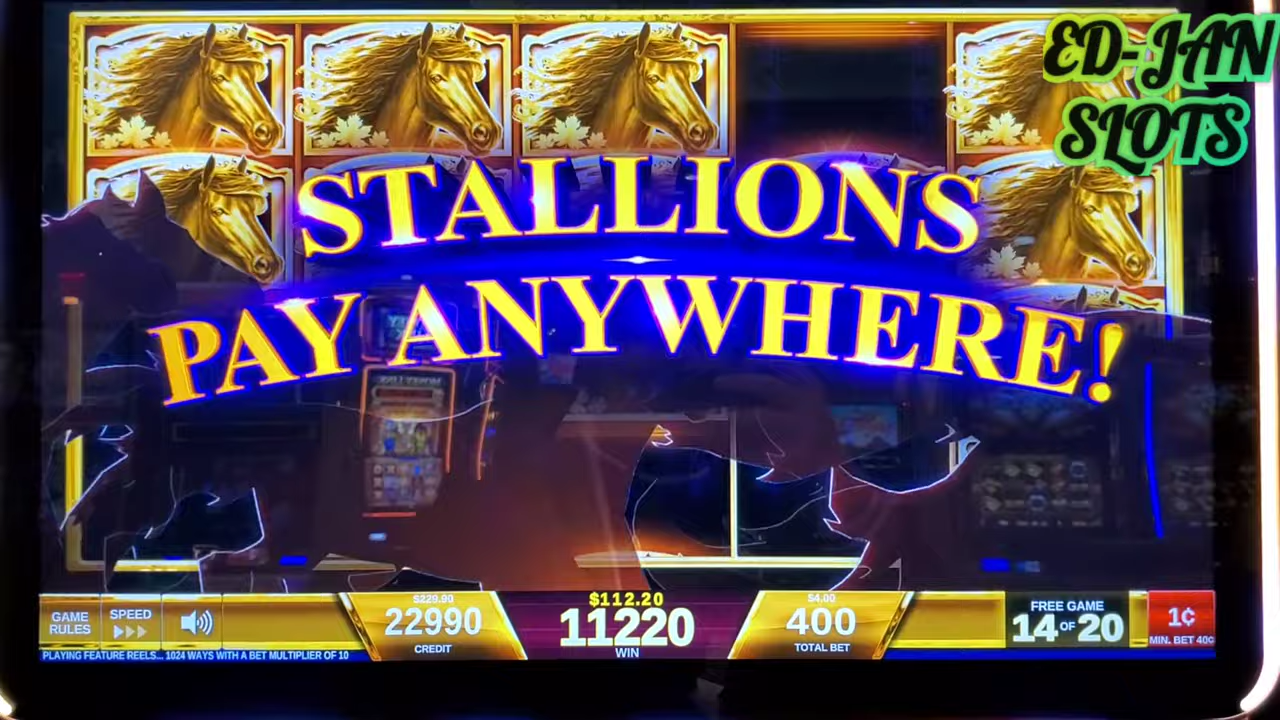 ED-JAN
SLOTS
STALLIONS
PAY ANYWHERE!
GAME
RULES
SPEED
$229.90
22990
CREDIT
$112.20
11220
WIN
$4.00
400
TOTAL BET
FREE GAME
14 OF 20
1¢
MIN. BET 40¢
PLAYING FEATURE REELS... 1024 WAYS WITH A BET MULTIPLIER OF 10